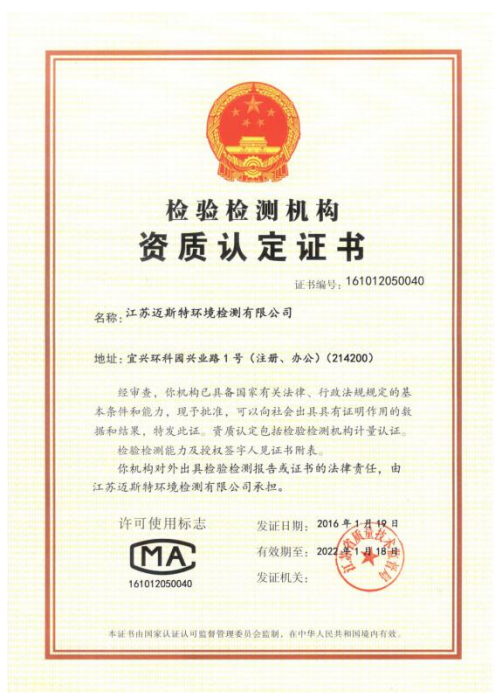 检验检测机构
资质认定证书
证书编号：161012050040
名称：江苏迈斯特环境检测有限公司
地址：宜兴环科园兴业路1号（注册、办公）（214200）
经审查，你机构已具备国家有关法律、行政法规规定的基
本条件和能力，现予批准，可以向社会出具具有证明作用的数
据和结果，特发此证。资质认定包括检验检测机构计量认证。
检验检测能力及授权签字人见证书附表。
你机构对外出具检验检测报告或证书的法律责任，由
江苏迈斯特环境检测有限公司承担。
许可使用标志
MA
161012050040
发证日期：2016年1月19日
有效期至：2022年1月18日
发证机关：
江苏省质量技术监督局
本证书由国家认证认可监督管理委员会监制，在中华人民共和国境内有效。